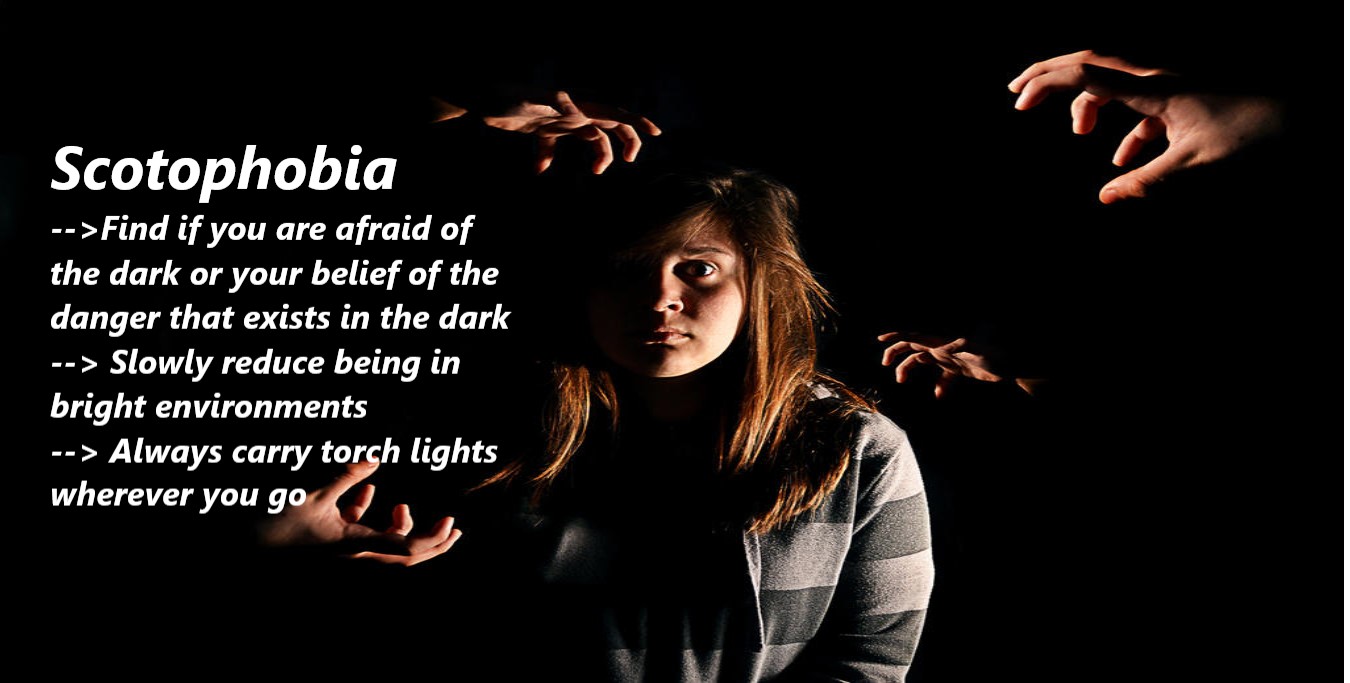 Scotophobia
-->Find if you are afraid of
the dark or your belief of the
danger that exists in the dark
--> Slowly reduce being in
bright environments
--> Always carry torch lights
wherever you go